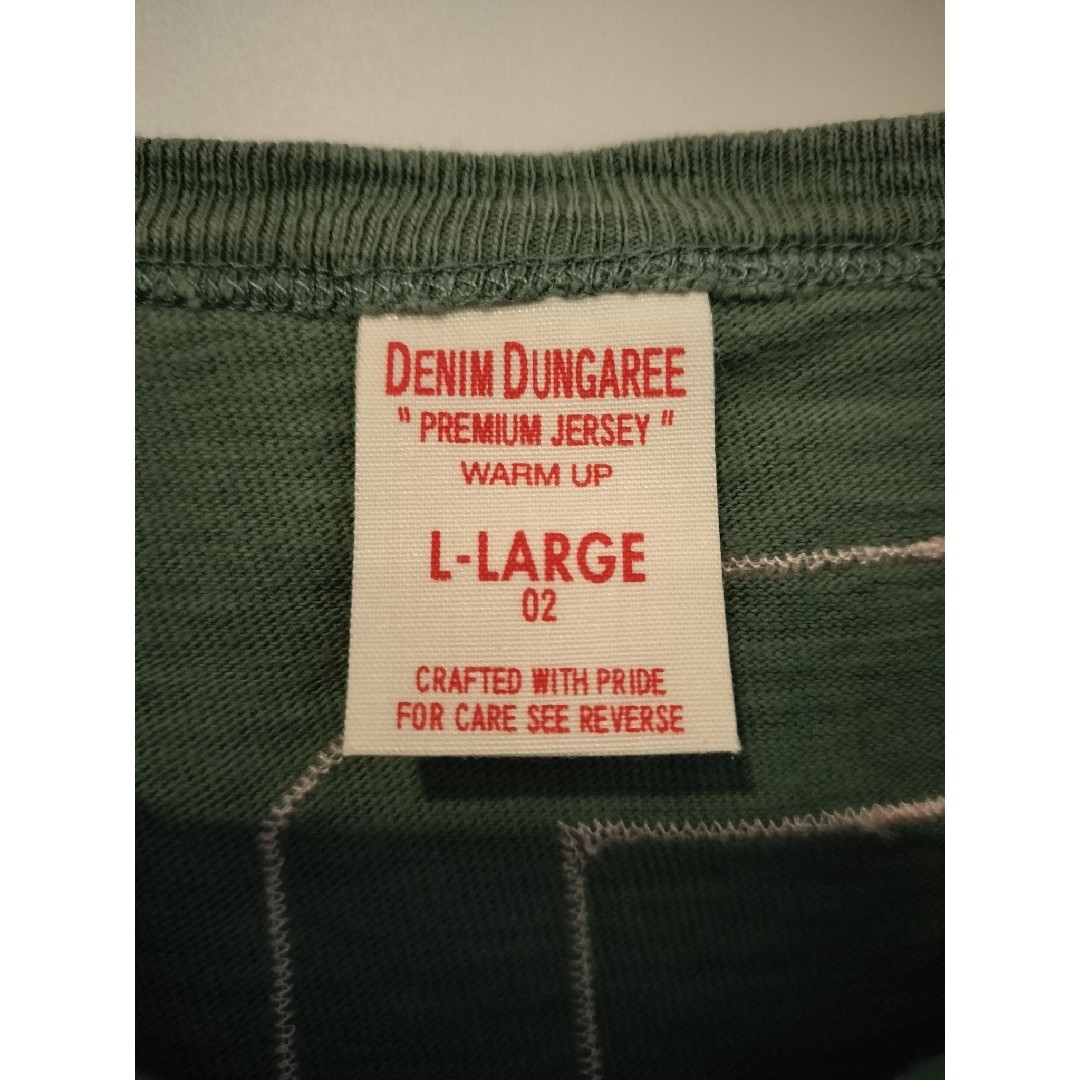 DENIM DUNGAREE
" PREMIUM JERSEY "
WARM UP
L-LARGE
02
CRAFTED WITH PRIDE
FOR CARE SEE REVERSE